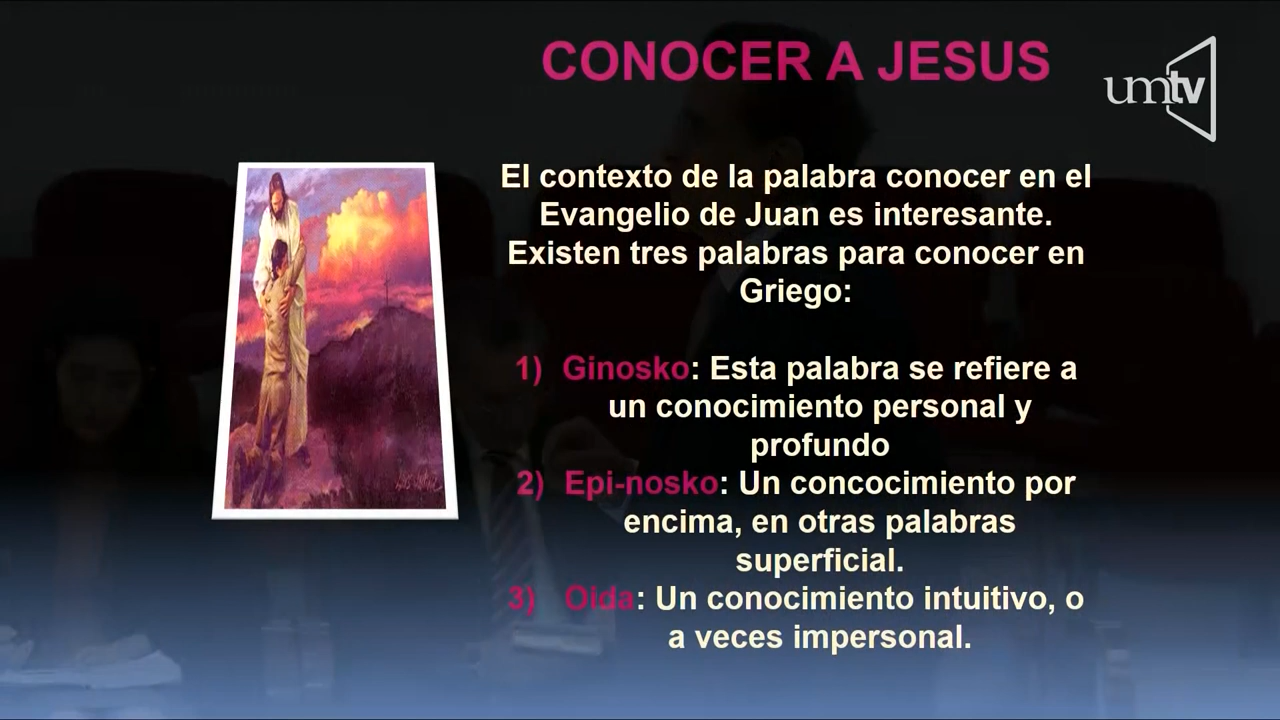 CONOCER A JESUS
umtv
El contexto de la palabra conocer en el
Evangelio de Juan es interesante.
Existen tres palabras para conocer en
Griego:
1) Ginosko: Esta palabra se refiere a
un conocimiento personal y
profundo
2) Epi-nosko: Un concocimiento por
encima, en otras palabras
superficial.
3) Oida: Un conocimiento intuitivo, o
a veces impersonal.